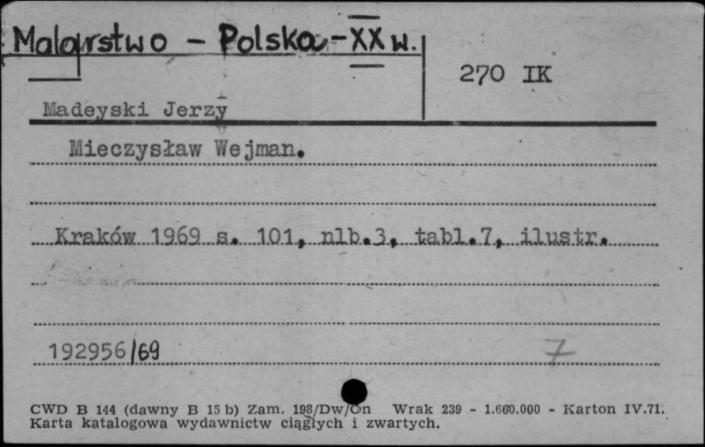 Malarstwo - Polska - XX w.
270 IK
Madeyski Jerzy
Mieczysław Wejman.
Kraków 1969 s. 101, nlb.3, tabl.7, ilustr.
192956/69
7
CWD B 144 (dawny B 15 b) Zam. 198/Dw/On Wrak 239 - 1.660.000 - Karton IV.71.
Karta katalogowa wydawnictw ciągłych i zwartych.